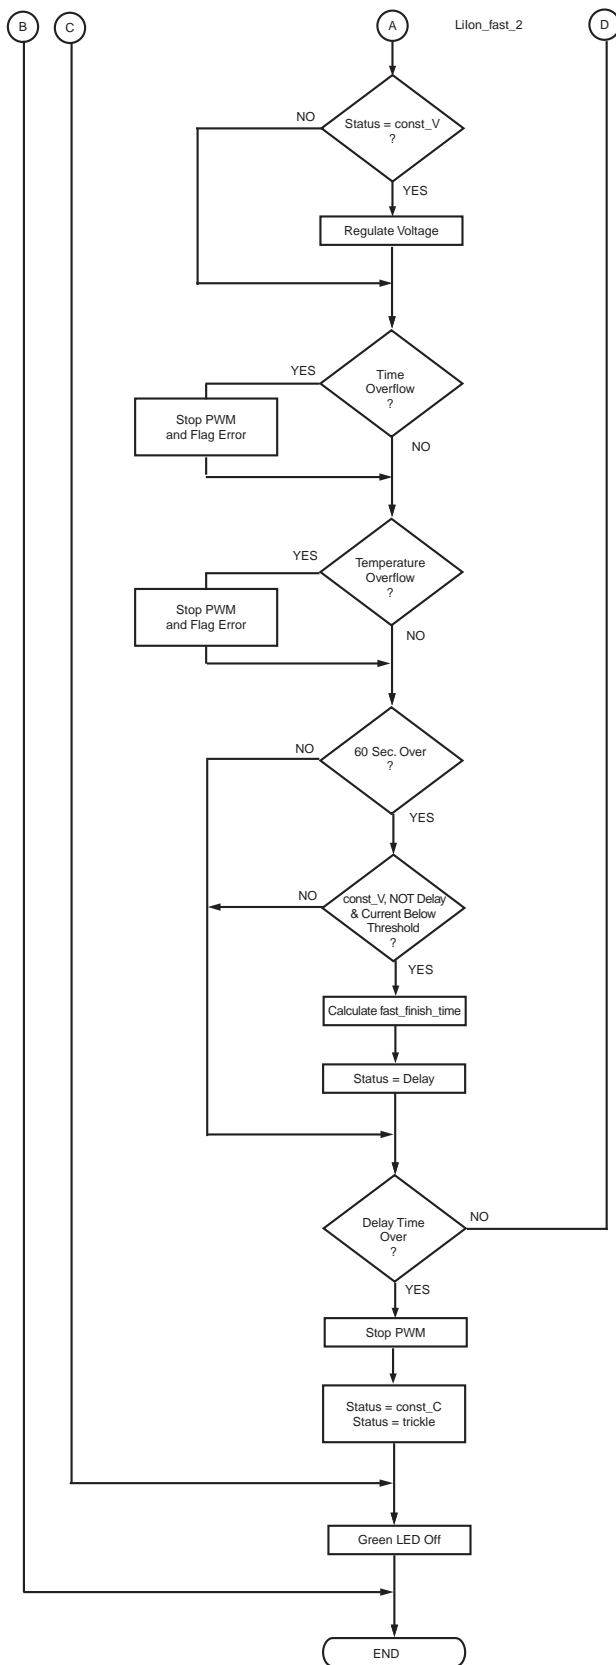 B
C
A
LiIon_fast_2
D
NO
Status = const_V
?
YES
Regulate Voltage
YES
Time
Overflow
?
Stop PWM
and Flag Error
NO
YES
Temperature
Overflow
?
Stop PWM
and Flag Error
NO
NO
60 Sec. Over
?
YES
NO
const_V, NOT Delay
& Current Below
Threshold
?
YES
Calculate fast_finish_time
Status = Delay
Delay Time
Over
?
NO
YES
Stop PWM
Status = const_C
Status = trickle
Green LED Off
END